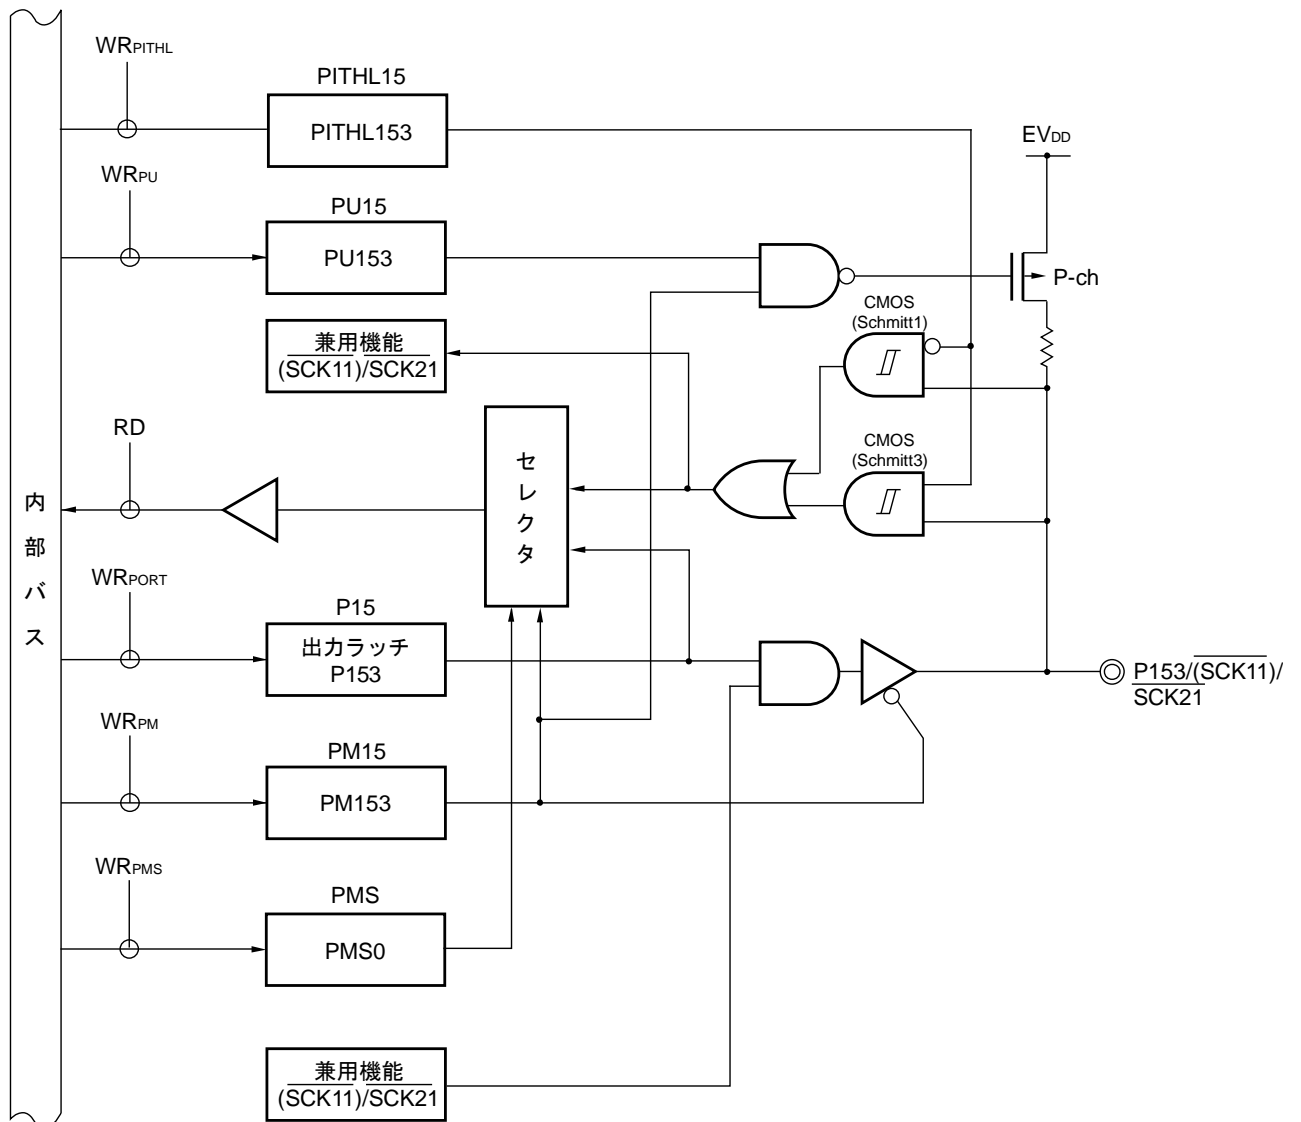 WRPITHL
PITHL15
PITHL153
EVDD
WRPU
PU15
PU153
P-ch
CMOS
(Schmitt1)
兼用機能
(SCK11)/SCK21
RD
セレクタ
CMOS
(Schmitt3)
内部バス
WRPORT
P15
出力ラッチ
P153
P153/(SCK11)/
SCK21
WRPM
PM15
PM153
WRPMS
PMS
PMS0
兼用機能
(SCK11)/SCK21